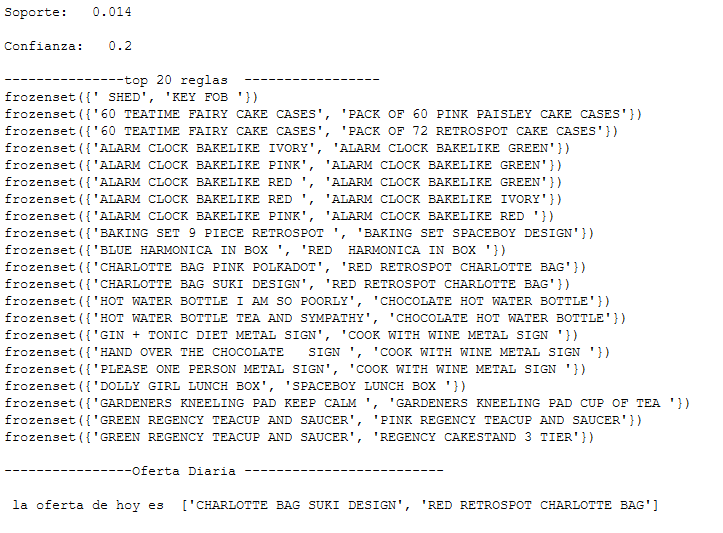 Soporte:   0.014
Confianza:   0.2
---------------top 20 reglas  -----------------
frozenset({' SHED', 'KEY FOB '})
frozenset({'60 TEATIME FAIRY CAKE CASES', 'PACK OF 60 PINK PAISLEY CAKE CASES'})
frozenset({'60 TEATIME FAIRY CAKE CASES', 'PACK OF 72 RETROSPOT CAKE CASES'})
frozenset({'ALARM CLOCK BAKELIKE IVORY', 'ALARM CLOCK BAKELIKE GREEN'})
frozenset({'ALARM CLOCK BAKELIKE PINK', 'ALARM CLOCK BAKELIKE GREEN'})
frozenset({'ALARM CLOCK BAKELIKE RED ', 'ALARM CLOCK BAKELIKE GREEN'})
frozenset({'ALARM CLOCK BAKELIKE RED ', 'ALARM CLOCK BAKELIKE IVORY'})
frozenset({'ALARM CLOCK BAKELIKE PINK', 'ALARM CLOCK BAKELIKE RED '})
frozenset({'BAKING SET 9 PIECE RETROSPOT ', 'BAKING SET SPACEBOY DESIGN'})
frozenset({'BLUE HARMONICA IN BOX ', 'RED  HARMONICA IN BOX '})
frozenset({'CHARLOTTE BAG PINK POLKADOT', 'RED RETROSPOT CHARLOTTE BAG'})
frozenset({'CHARLOTTE BAG SUKI DESIGN', 'RED RETROSPOT CHARLOTTE BAG'})
frozenset({'HOT WATER BOTTLE I AM SO POORLY', 'CHOCOLATE HOT WATER BOTTLE'})
frozenset({'HOT WATER BOTTLE TEA AND SYMPATHY', 'CHOCOLATE HOT WATER BOTTLE'})
frozenset({'GIN + TONIC DIET METAL SIGN', 'COOK WITH WINE METAL SIGN '})
frozenset({'HAND OVER THE CHOCOLATE   SIGN ', 'COOK WITH WINE METAL SIGN '})
frozenset({'PLEASE ONE PERSON METAL SIGN', 'COOK WITH WINE METAL SIGN '})
frozenset({'DOLLY GIRL LUNCH BOX', 'SPACEBOY LUNCH BOX '})
frozenset({'GARDENERS KNEELING PAD KEEP CALM ', 'GARDENERS KNEELING PAD CUP OF TEA '})
frozenset({'GREEN REGENCY TEACUP AND SAUCER', 'PINK REGENCY TEACUP AND SAUCER'})
frozenset({'GREEN REGENCY TEACUP AND SAUCER', 'REGENCY CAKESTAND 3 TIER'})
----------------Oferta Diaria -------------------------
la oferta de hoy es  ['CHARLOTTE BAG SUKI DESIGN', 'RED RETROSPOT CHARLOTTE BAG']